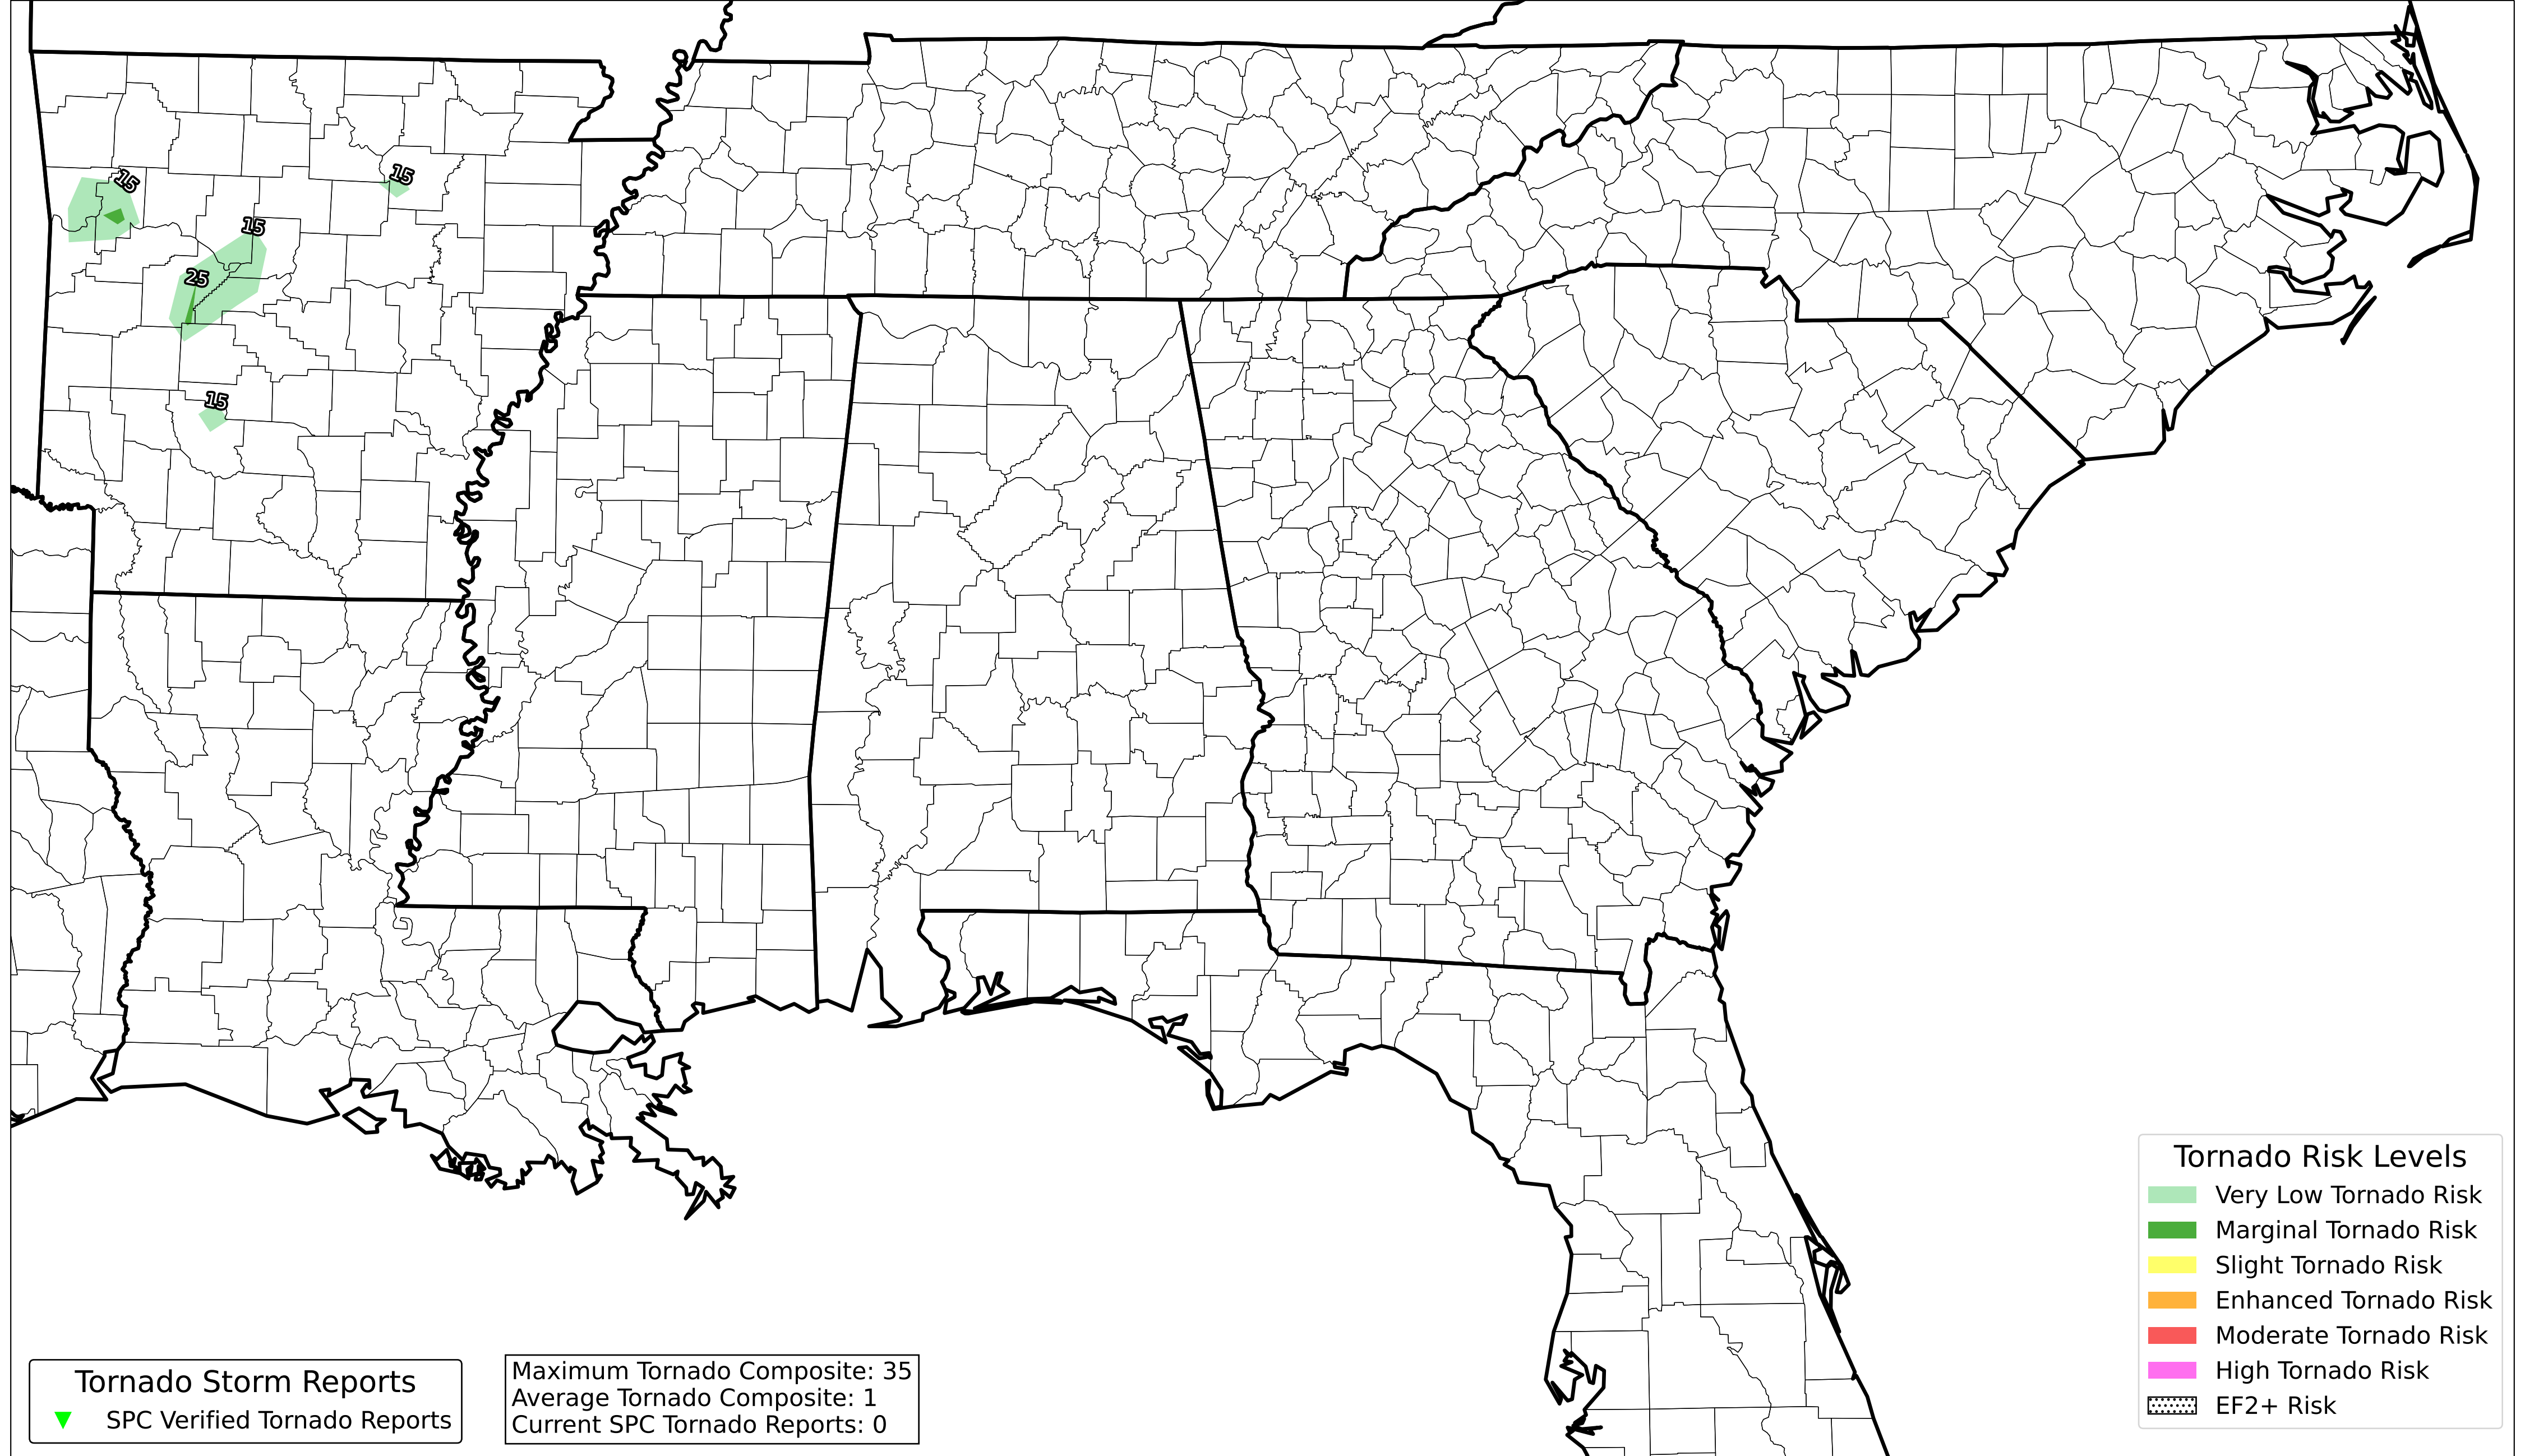 15
15
15
25
15
Tornado Risk Levels
Very Low Tornado Risk
Marginal Tornado Risk
Slight Tornado Risk
Enhanced Tornado Risk
Moderate Tornado Risk
High Tornado Risk
EF2+ Risk
Tornado Storm Reports
SPC Verified Tornado Reports
Maximum Tornado Composite: 35
Average Tornado Composite: 1
Current SPC Tornado Reports: 0